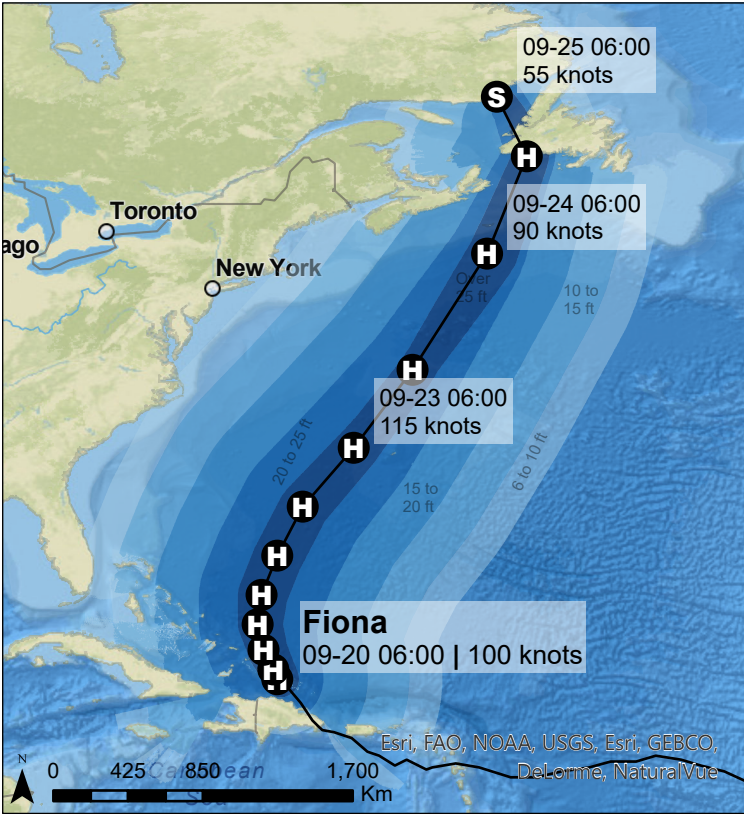 09-25 06:00
55 knots
S
H
09-24 06:00
90 knots
Toronto
ago
H
New York
Over
25 ft
10 to
15 ft
H
09-23 06:00
115 knots
H
20 to 25 ft
6 to 10 ft
15 to
20 ft
H
H
H
H
Fiona
09-20 06:00 | 100 knots
H
H
H
Esri, FAO, NOAA, USGS, Esri, GEBCO,
DeLorme, NaturalVue
N
0 425 850 1,700
Km
Caribbean
Sea